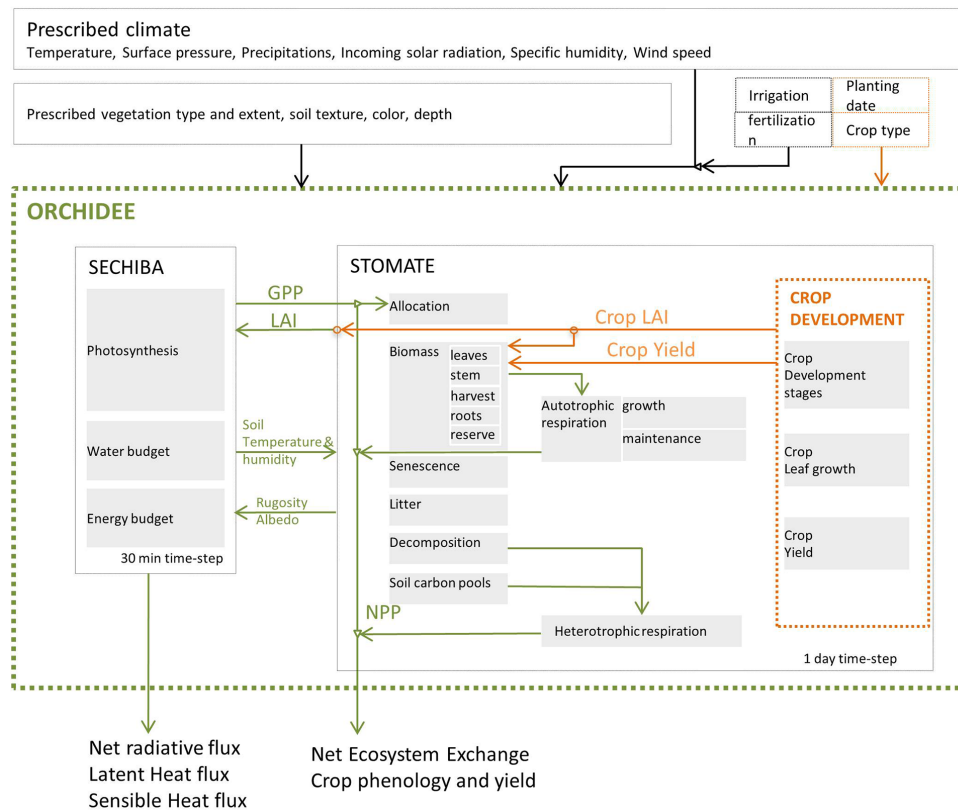 Prescribed climate
Temperature, Surface pressure, Precipitations, Incoming solar radiation, Specific humidity, Wind speed
Prescribed vegetation type and extent, soil texture, color, depth
Irrigation
fertilizatio
n
Planting
date
Crop type
ORCHIDEE
SECHIBA
Photosynthesis
Water budget
Energy budget
30 min time-step
GPP
LAI
Soil
Temperature &
humidity
Rugosity
Albedo
STOMATE
Allocation
Biomass
leaves
stem
harvest
roots
reserve
Senescence
Litter
Decomposition
Soil carbon pools
NPP
Crop LAI
Crop Yield
Autotrophic
respiration
growth
maintenance
Heterotrophic respiration
CROP
DEVELOPMENT
Crop
Development
stages
Crop
Leaf growth
Crop
Yield
1 day time-step
Net radiative flux
Latent Heat flux
Sensible Heat flux
Net Ecosystem Exchange
Crop phenology and yield